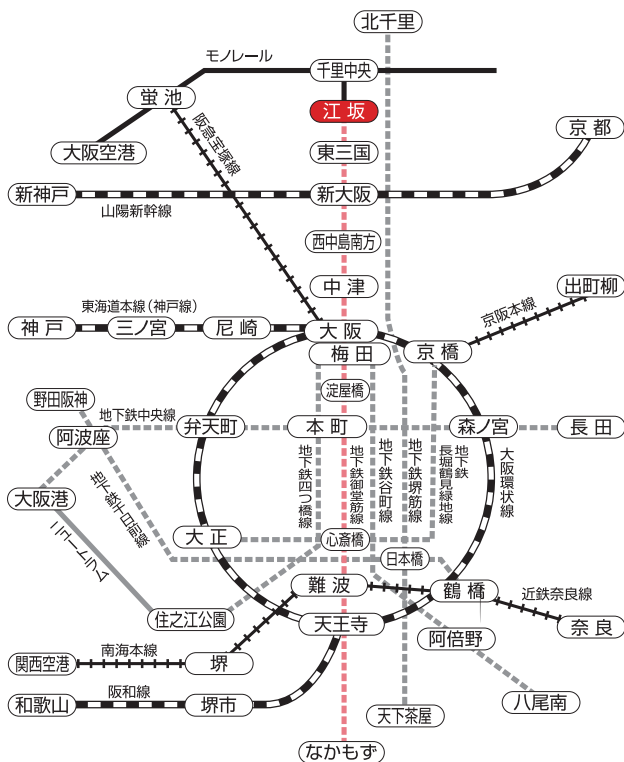 北千里
モノレール
千里中央
蛍池
江坂
阪急宝塚線
京都
大阪空港
東三国
新神戸
新大阪
山陽新幹線
西中島南方
中津
出町柳
東海道本線(神戸線)
京阪本線
神戸
三ノ宮
尼崎
大阪
梅田
京橋
淀屋橋
野田阪神
地下鉄中央線
阿波座
弁天町
本町
森ノ宮
長田
地下鉄四つ橋線
地下鉄御堂筋線
地下鉄谷町線
地下鉄堺筋線
地下鉄
長堀鶴見緑地線
大阪環状線
大阪港
地下鉄千日前線
ニュートラム
大正
心斎橋
日本橋
難波
鶴橋
近鉄奈良線
住之江公園
天王寺
奈良
阿倍野
南海本線
関西空港
堺
阪和線
和歌山
堺市
天下茶屋
八尾南
なかもず